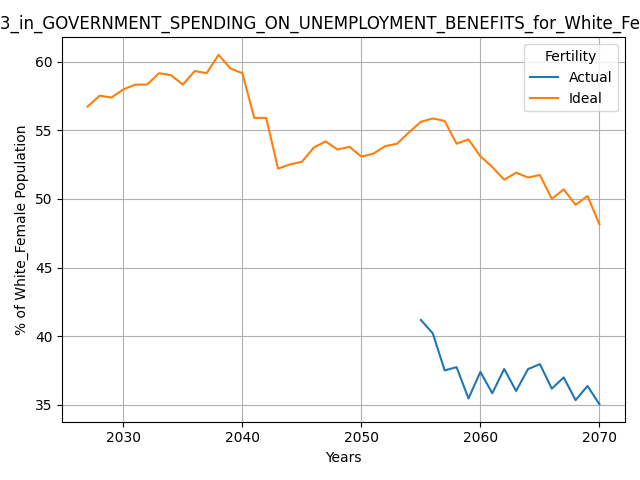 3_in_GOVERNMENT_SPENDING_ON_UNEMPLOYMENT_BENEFITS_for_White_Fe
Fertility
Actual
Ideal
% of White_Female Population
60
55
50
45
40
35
2030 2040 2050 2060 2070
Years